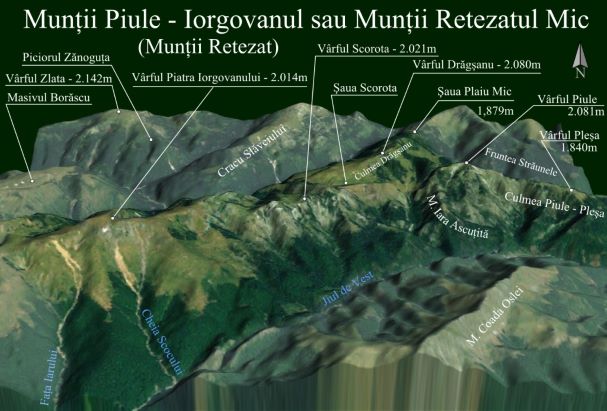 Munții Piule - Iorgovanul sau Munții Retezatul Mic
(Munții Retezat)
Piciorul Zănoguța
Vârful Zlata - 2.142m
Masivul Borăscu
Vârful Piatra Iorgovanului - 2.014m
Vârful Scorota - 2.021m
Vârful Drăgșanu - 2.080m
Șaua Scorota
Șaua Plaiu Mic
1,879m
Vârful Piule
2.081m
Vârful Pleșa
1.840m
N
Cracu Slăveiului
Culmea Drăgșanu
Fruntea Străunele
M. Iara Ascuțită
Culmea Piule - Pleșa
Jiul de Vest
M. Coada Oslei
Cheia Scocului
Fața Iarului